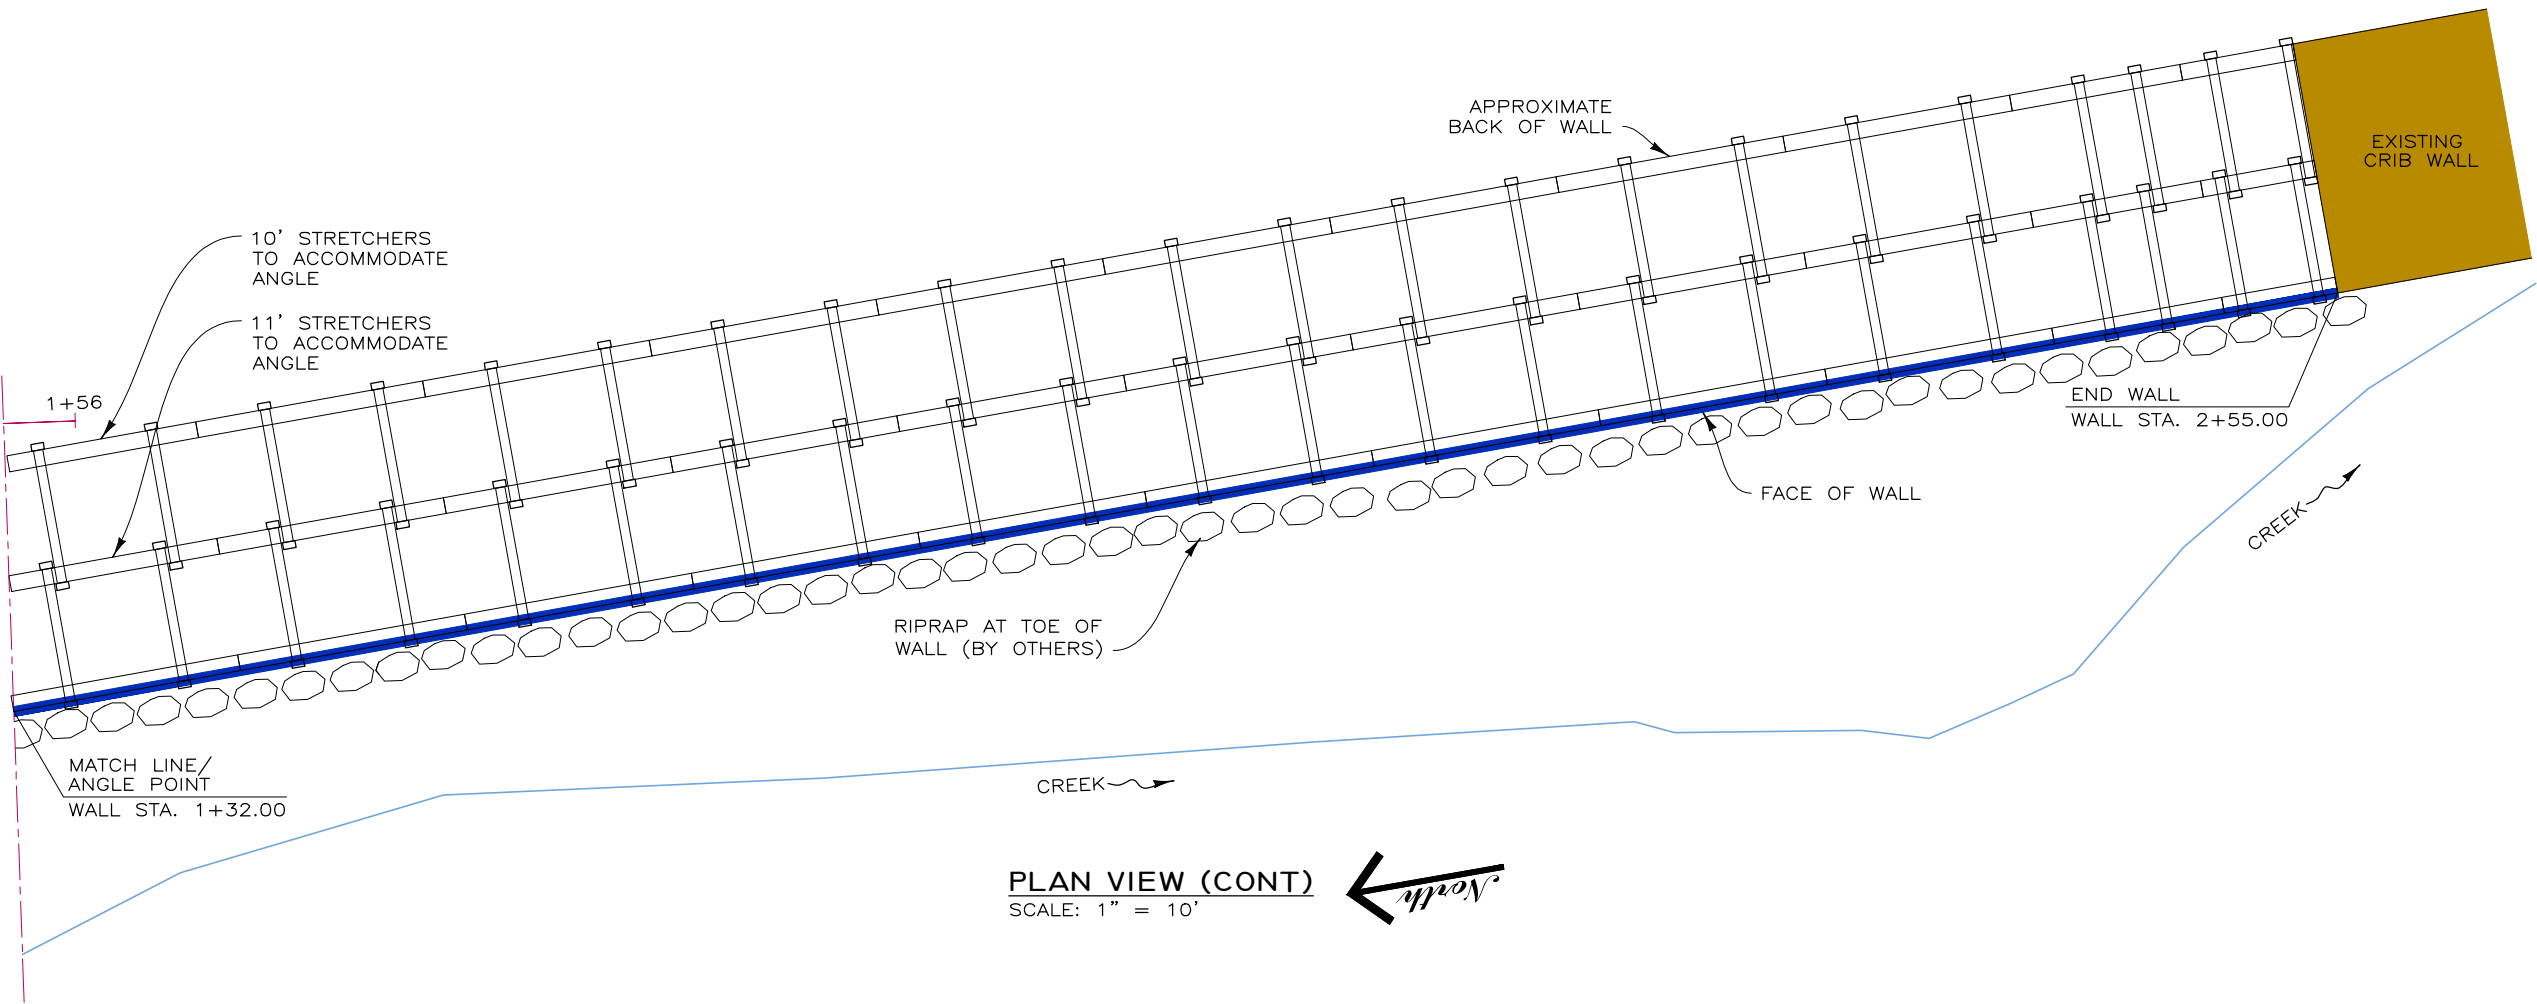 APPROXIMATE
BACK OF WALL
EXISTING
CRIB WALL
10' STRETCHERS
TO ACCOMMODATE
ANGLE
11' STRETCHERS
TO ACCOMMODATE
ANGLE
1+56
END WALL
WALL STA. 2+55.00
FACE OF WALL
CREEK
RIPRAP AT TOE OF
WALL (BY OTHERS)
MATCH LINE/
ANGLE POINT
WALL STA. 1+32.00
CREEK
PLAN VIEW (CONT)
SCALE: 1" = 10'
North